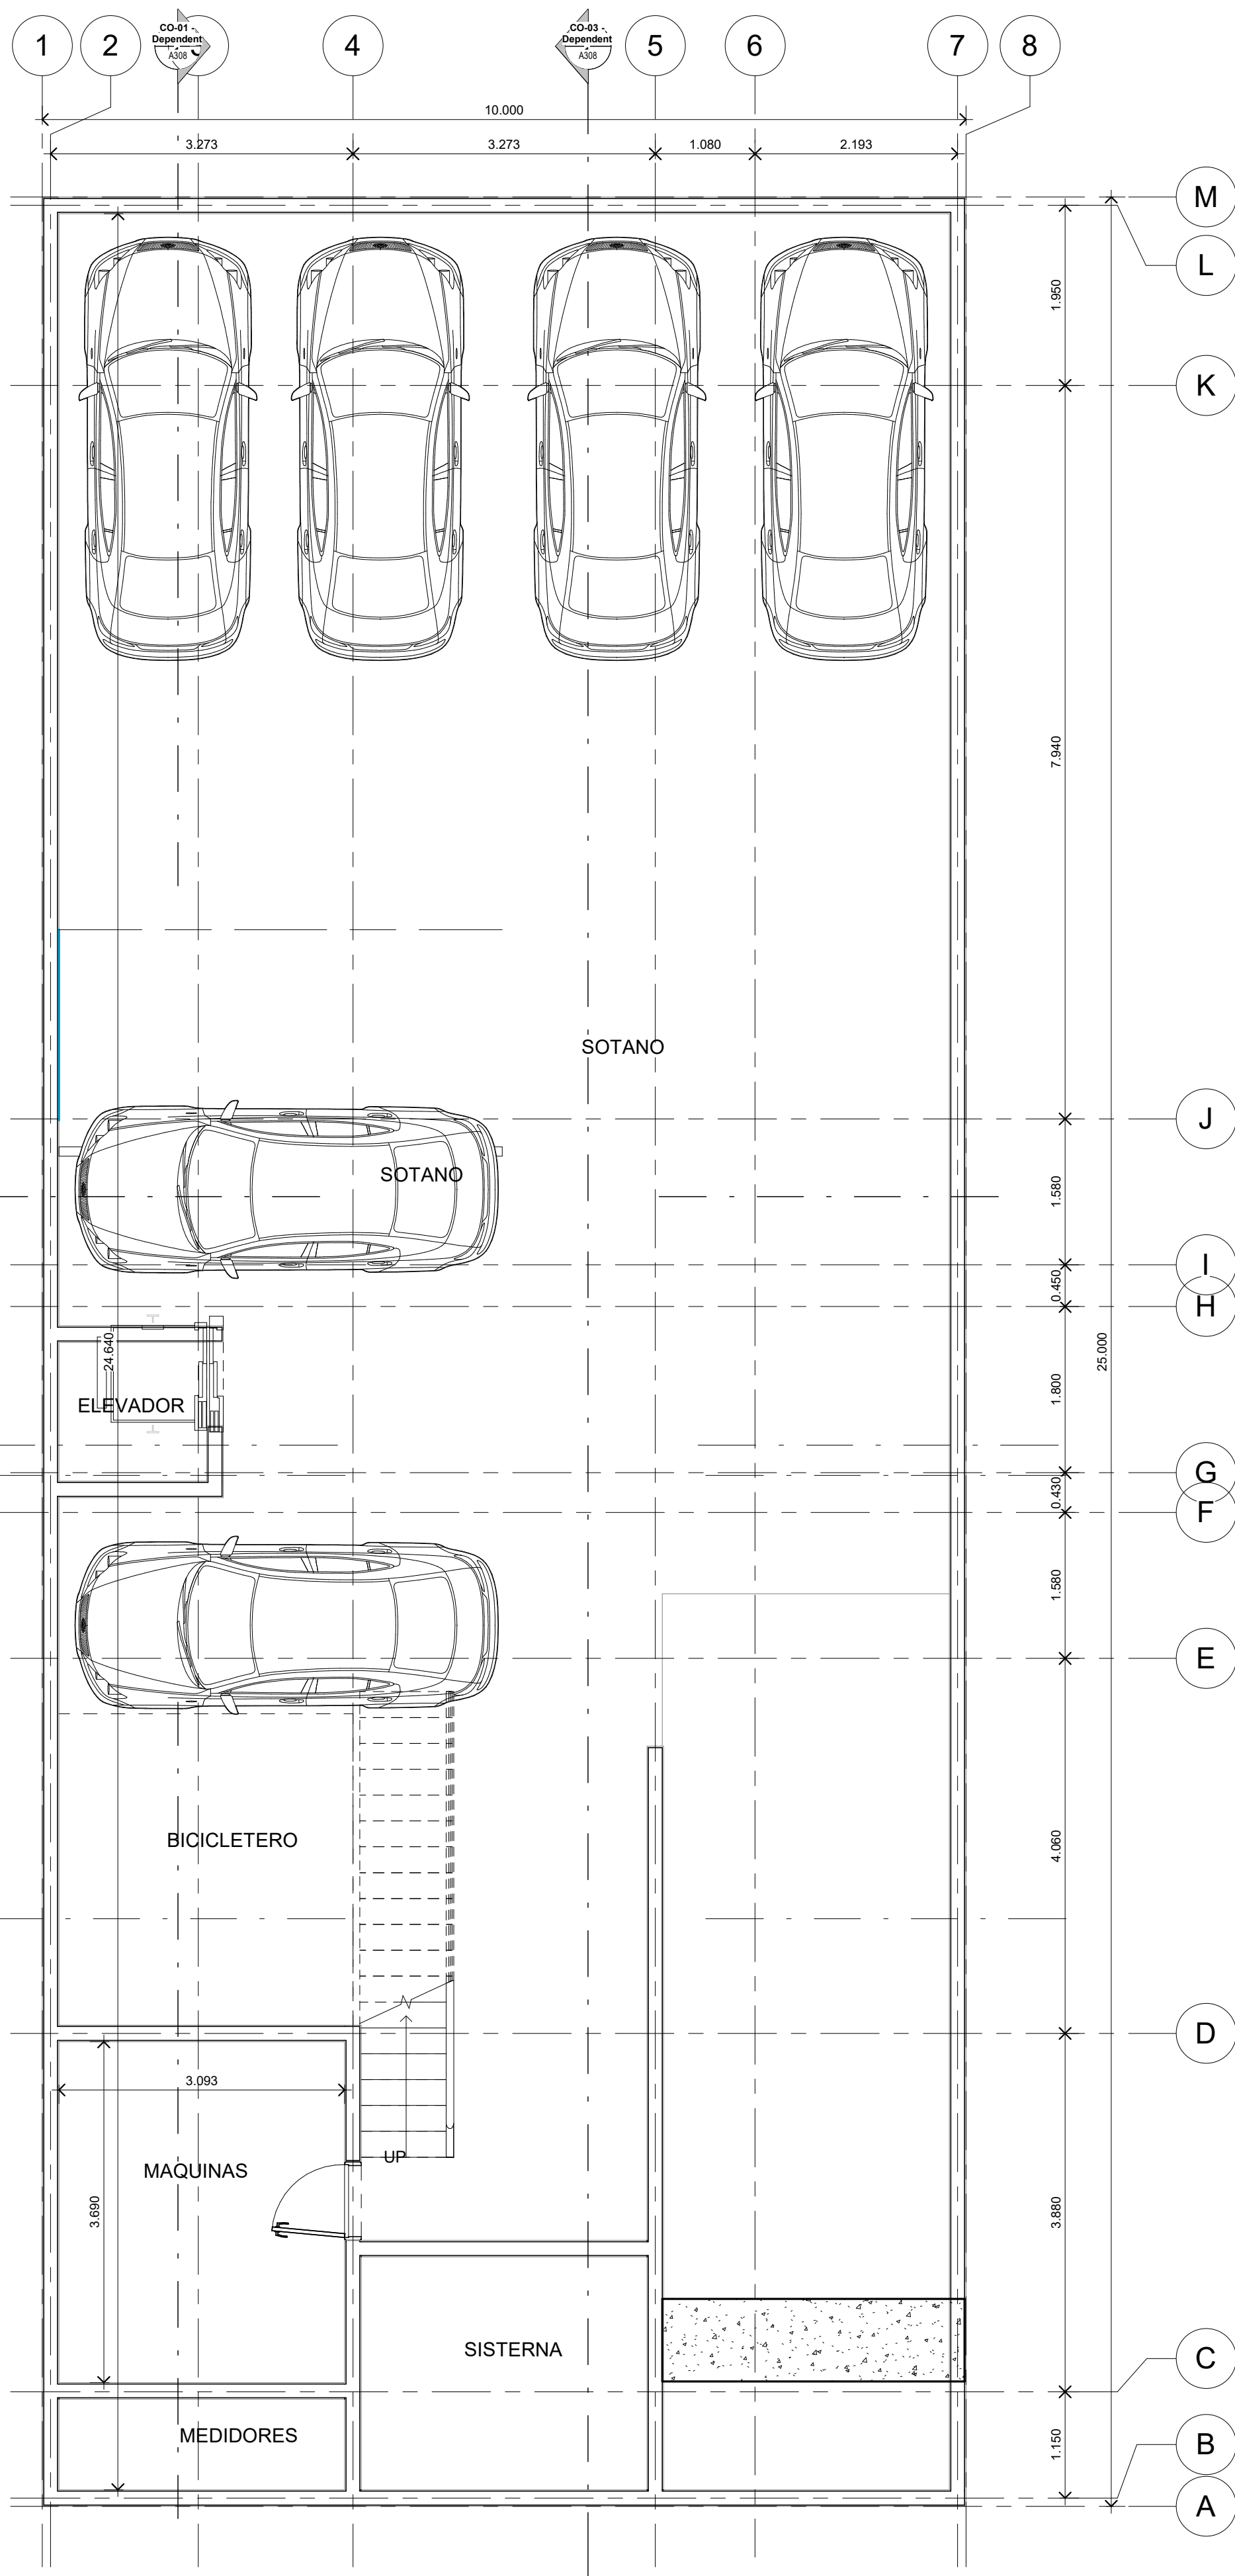 1
2
CO-01 -
Dependent
A308
4
CO-03 -
Dependent
A308
5
6
7
8
10.000
3.273
3.273
1.080
2.193
M
L
1.950
K
7.940
SOTANO
J
SOTANO
1.580
I
0.450
H
24.640
25.000
1.800
ELEVADOR
G
0.430
F
1.580
E
BICICLETERO
4.060
D
3.093
UP
MAQUINAS
3.690
3.880
SISTERNA
C
MEDIDORES
1.150
B
A